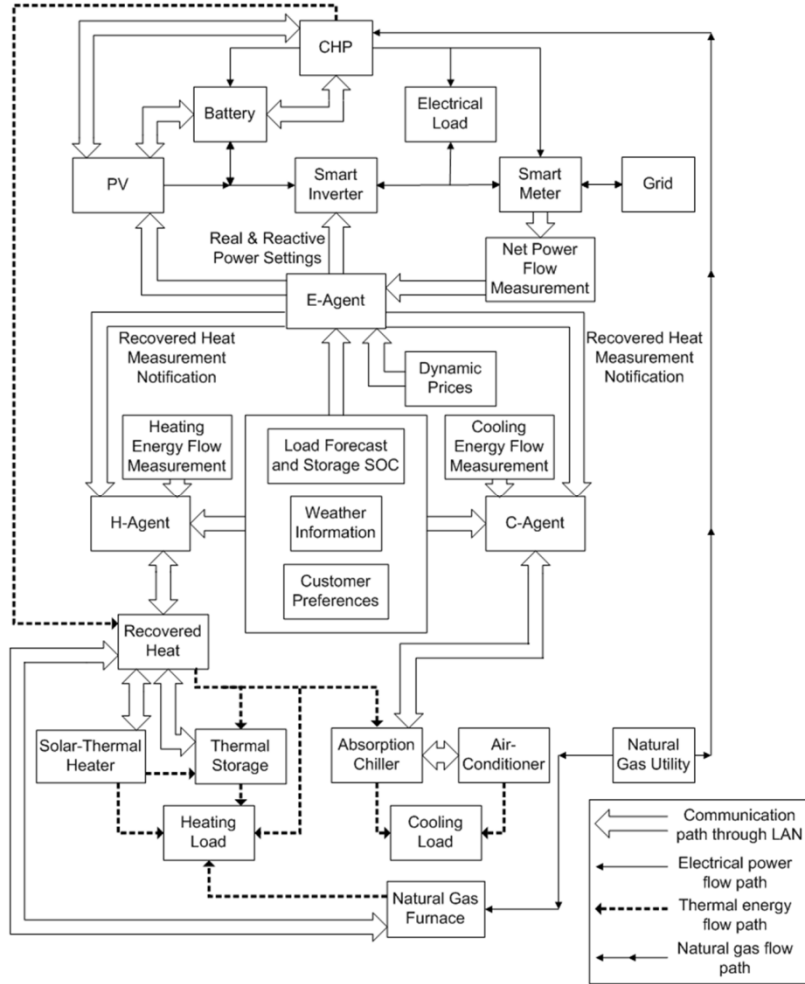 CHP
Battery
Electrical
Load
PV
Smart
Inverter
Smart
Meter
Grid
Real & Reactive
Power Settings
Net Power
Flow
Measurement
E-Agent
Recovered Heat
Measurement
Notification
Recovered Heat
Measurement
Notification
Dynamic
Prices
Heating
Energy Flow
Measurement
Load Forecast
and Storage SOC
Cooling
Energy Flow
Measurement
H-Agent
Weather
Information
C-Agent
Customer
Preferences
Recovered
Heat
Solar-Thermal
Heater
Thermal
Storage
Absorption
Chiller
Air-
Conditioner
Natural
Gas Utility
Heating
Load
Cooling
Load
Natural Gas
Furnace
Communication
path through LAN
Electrical power
flow path
Thermal energy
flow path
Natural gas flow
path